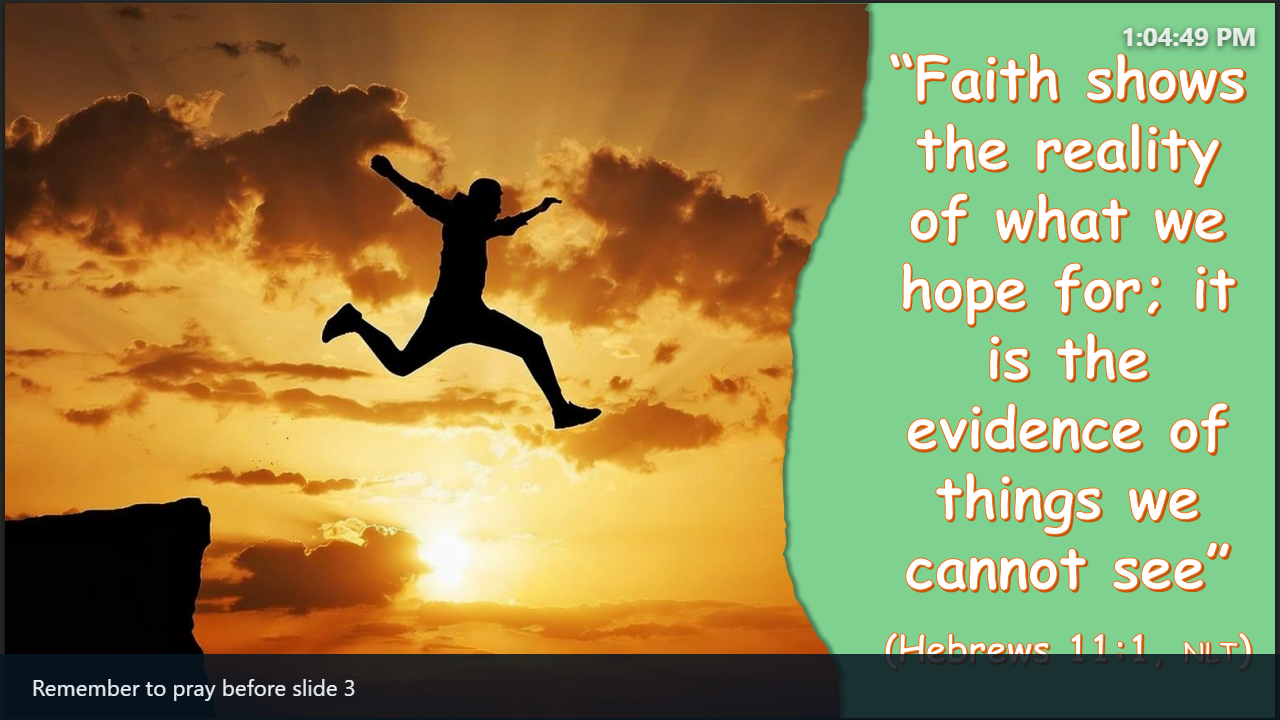 1:04:49 PM
“Faith shows
the reality
of what we
hope for; it
is the
evidence of
things we
cannot see”
(Hebrews 11:1, NLT)
Remember to pray before slide 3